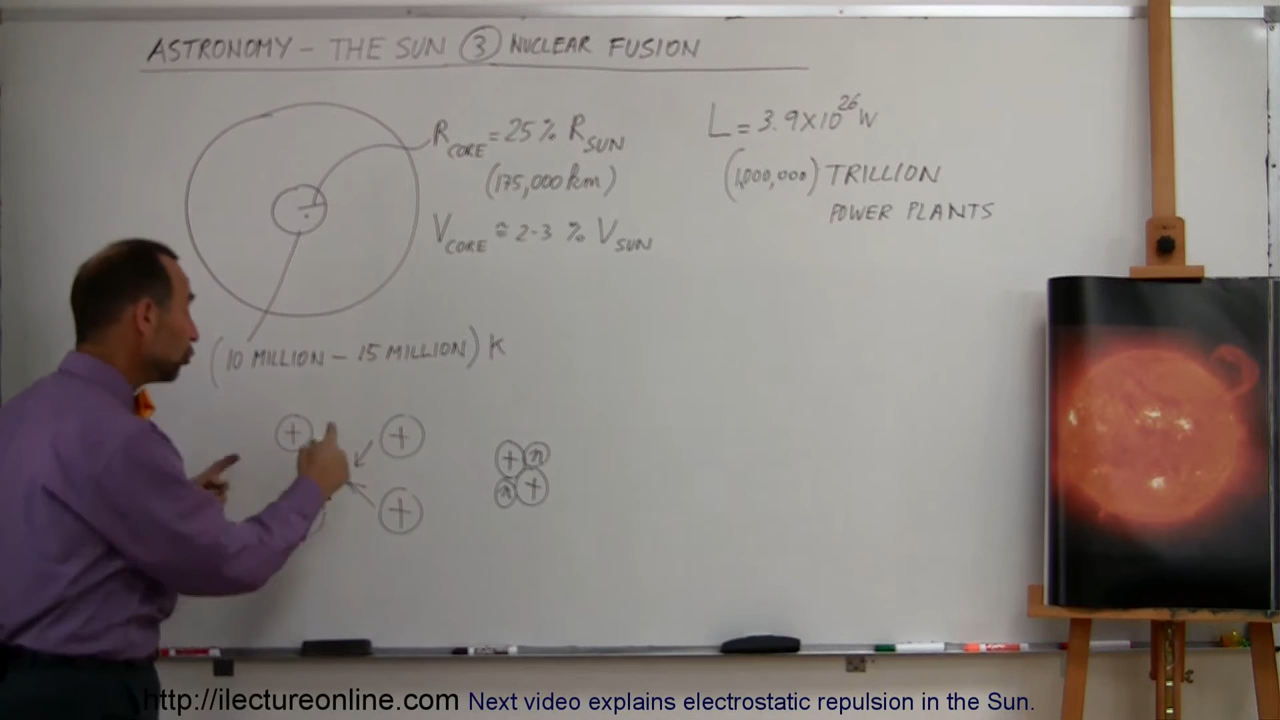 ASTRONOMY – THE SUN ③ NUCLEAR FUSION
R CORE = 25% R SUN
(175,000 km)
V CORE ≈ 2-3 % V SUN
L = 3.9 X 10^26 W
(1,000,000) TRILLION
POWER PLANTS
(10 MILLION – 15 MILLION) K
+ +
+
+ n
n +
http://ilectureonline.com Next video explains electrostatic repulsion in the Sun.